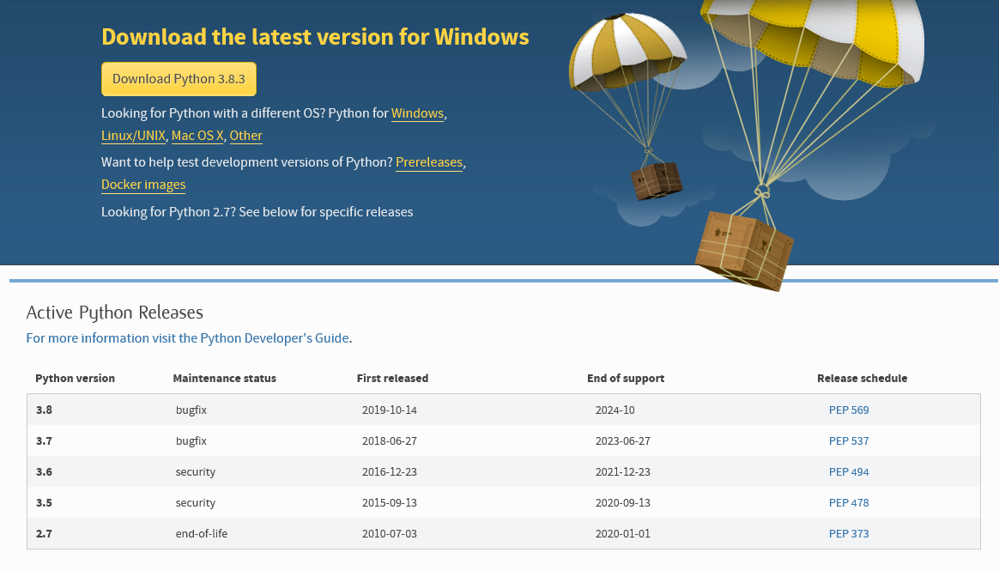 Download the latest version for Windows
Download Python 3.8.3
Looking for Python with a different OS? Python for Windows,
Linux/UNIX, Mac OS X, Other
Want to help test development versions of Python? Prereleases,
Docker images
Looking for Python 2.7? See below for specific releases
Active Python Releases
For more information visit the Python Developer's Guide.
Python version Maintenance status First released End of support Release schedule
3.8 bugfix 2019-10-14 2024-10 PEP 569
3.7 bugfix 2018-06-27 2023-06-27 PEP 537
3.6 security 2016-12-23 2021-12-23 PEP 494
3.5 security 2015-09-13 2020-09-13 PEP 478
2.7 end-of-life 2010-07-03 2020-01-01 PEP 373